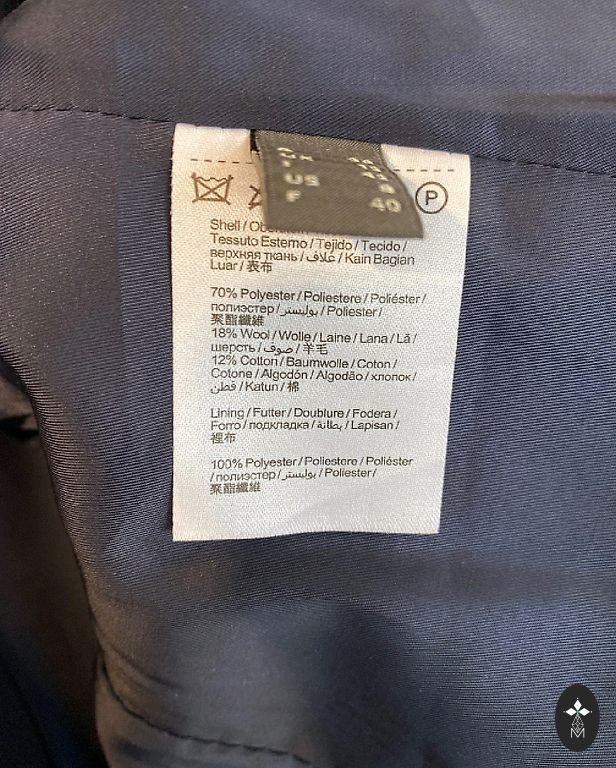 UK
I
US 8
F 40
P
Shell /
Tessuto Esterno / Tejido / Tecido /
верхняя ткань / غلاف / Kain Bagian
Luar / 表布
70% Polyester / Poliestere / Poliéster /
полиэстер / بوليستر / Poliester /
聚酯纖維
18% Wool / Wolle / Laine / Lana / Lã /
шерсть / صوف / 羊毛
12% Cotton / Baumwolle / Coton /
Cotone / Algodón / Algodão / хлопок /
قطن / Katun / 棉
Lining / Futter / Doublure / Fodera /
Forro / подкладка / بطانة / Lapisan /
裡布
100% Polyester / Poliestere / Poliéster
/ полиэстер / بوليستر / Poliester /
聚酯纖維
M